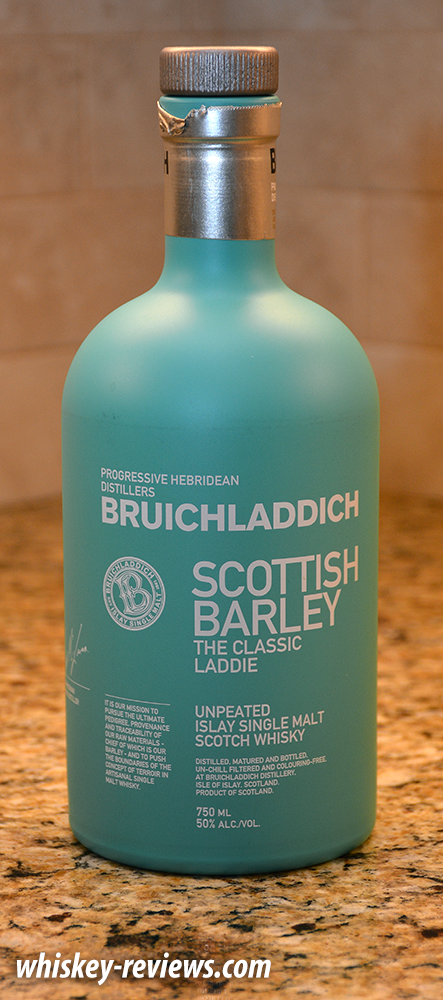 PROGRESSIVE HEBRIDEAN
DISTILLERS
BRUICHLADDICH
SCOTTISH
BARLEY
THE CLASSIC
LADDIE
BRUICHLADDICH
ISLAY SINGLE MALT
B
UNPEATED
ISLAY SINGLE MALT
SCOTCH WHISKY
IT IS OUR MISSION TO
PURSUE THE ULTIMATE
PEDIGREE, PROVENANCE
AND TRACEABILITY OF
OUR RAW MATERIALS -
CHIEF OF WHICH IS OUR
BARLEY - AND TO PUSH
THE BOUNDARIES OF THE
CONCEPT OF TERROIR IN
ARTISANAL SINGLE
MALT WHISKY.
DISTILLED, MATURED AND BOTTLED,
UN-CHILL FILTERED AND COLOURING-FREE,
AT BRUICHLADDICH DISTILLERY,
ISLE OF ISLAY, SCOTLAND.
PRODUCT OF SCOTLAND.
750 ML
50% ALC./VOL.
whiskey-reviews.com